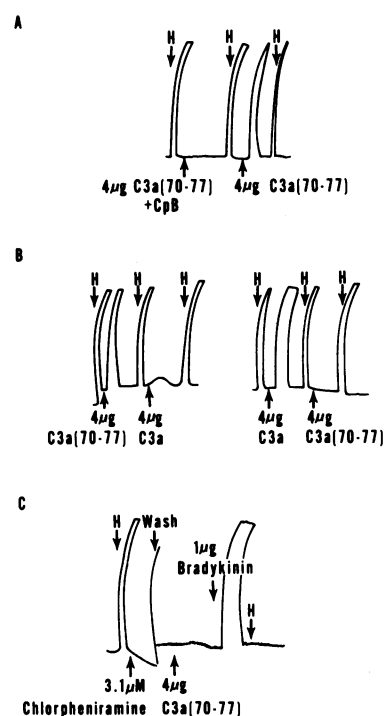 A
H H H
4µg C3a(70-77) 4µg C3a(70-77)
+CpB
B
H H H H H H
4µg 4µg 4µg 4µg
C3a(70-77) C3a C3a C3a(70-77)
C
H Wash
1µg
Bradykinin
H
3.1µM 4µg
Chlorpheniramine C3a(70-77)